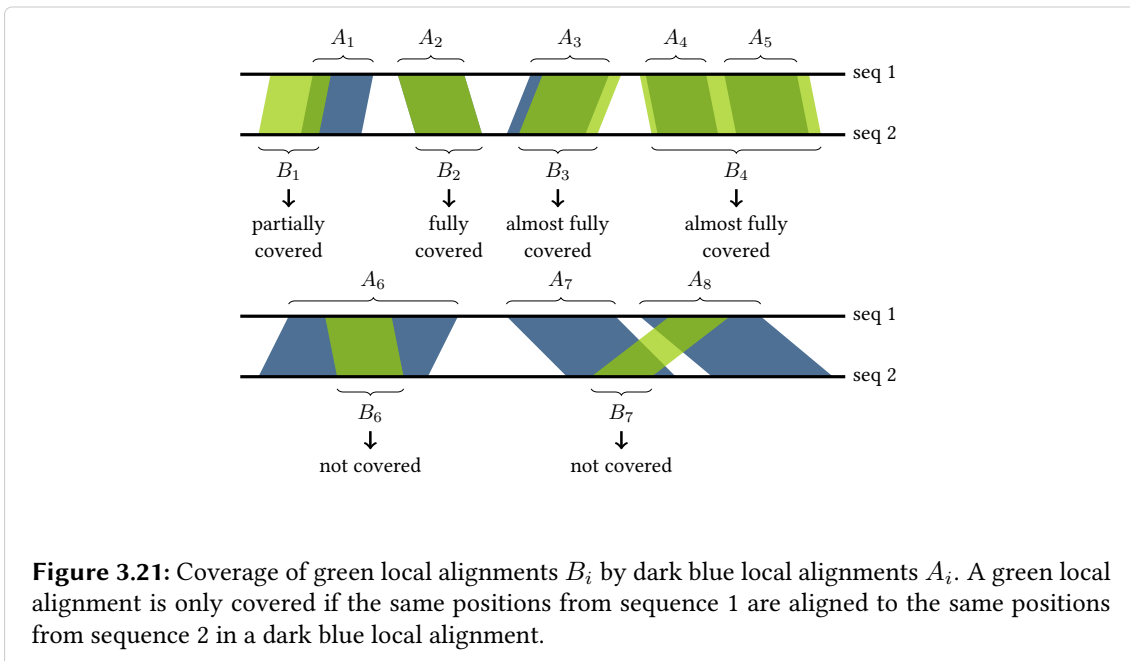 A1 A2 A3 A4 A5
seq 1
seq 2
B1 B2 B3 B4
partially fully almost fully almost fully
covered covered covered covered
A6 A7 A8
seq 1
seq 2
B6 B7
not covered not covered
Figure 3.21: Coverage of green local alignments Bi by dark blue local alignments Ai. A green local
alignment is only covered if the same positions from sequence 1 are aligned to the same positions
from sequence 2 in a dark blue local alignment.